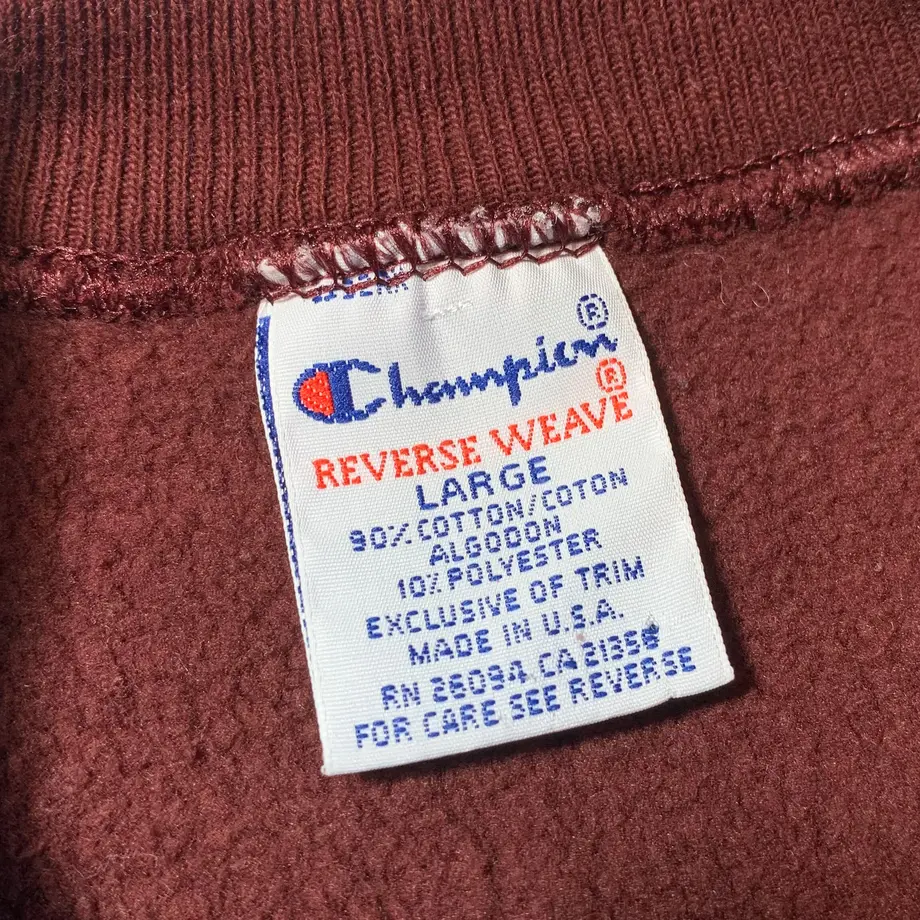 Champion®
REVERSE WEAVE®
LARGE
90% COTTON/COTON
ALGODON
10% POLYESTER
EXCLUSIVE OF TRIM
MADE IN U.S.A.
RN 26094 CA 21356
FOR CARE SEE REVERSE